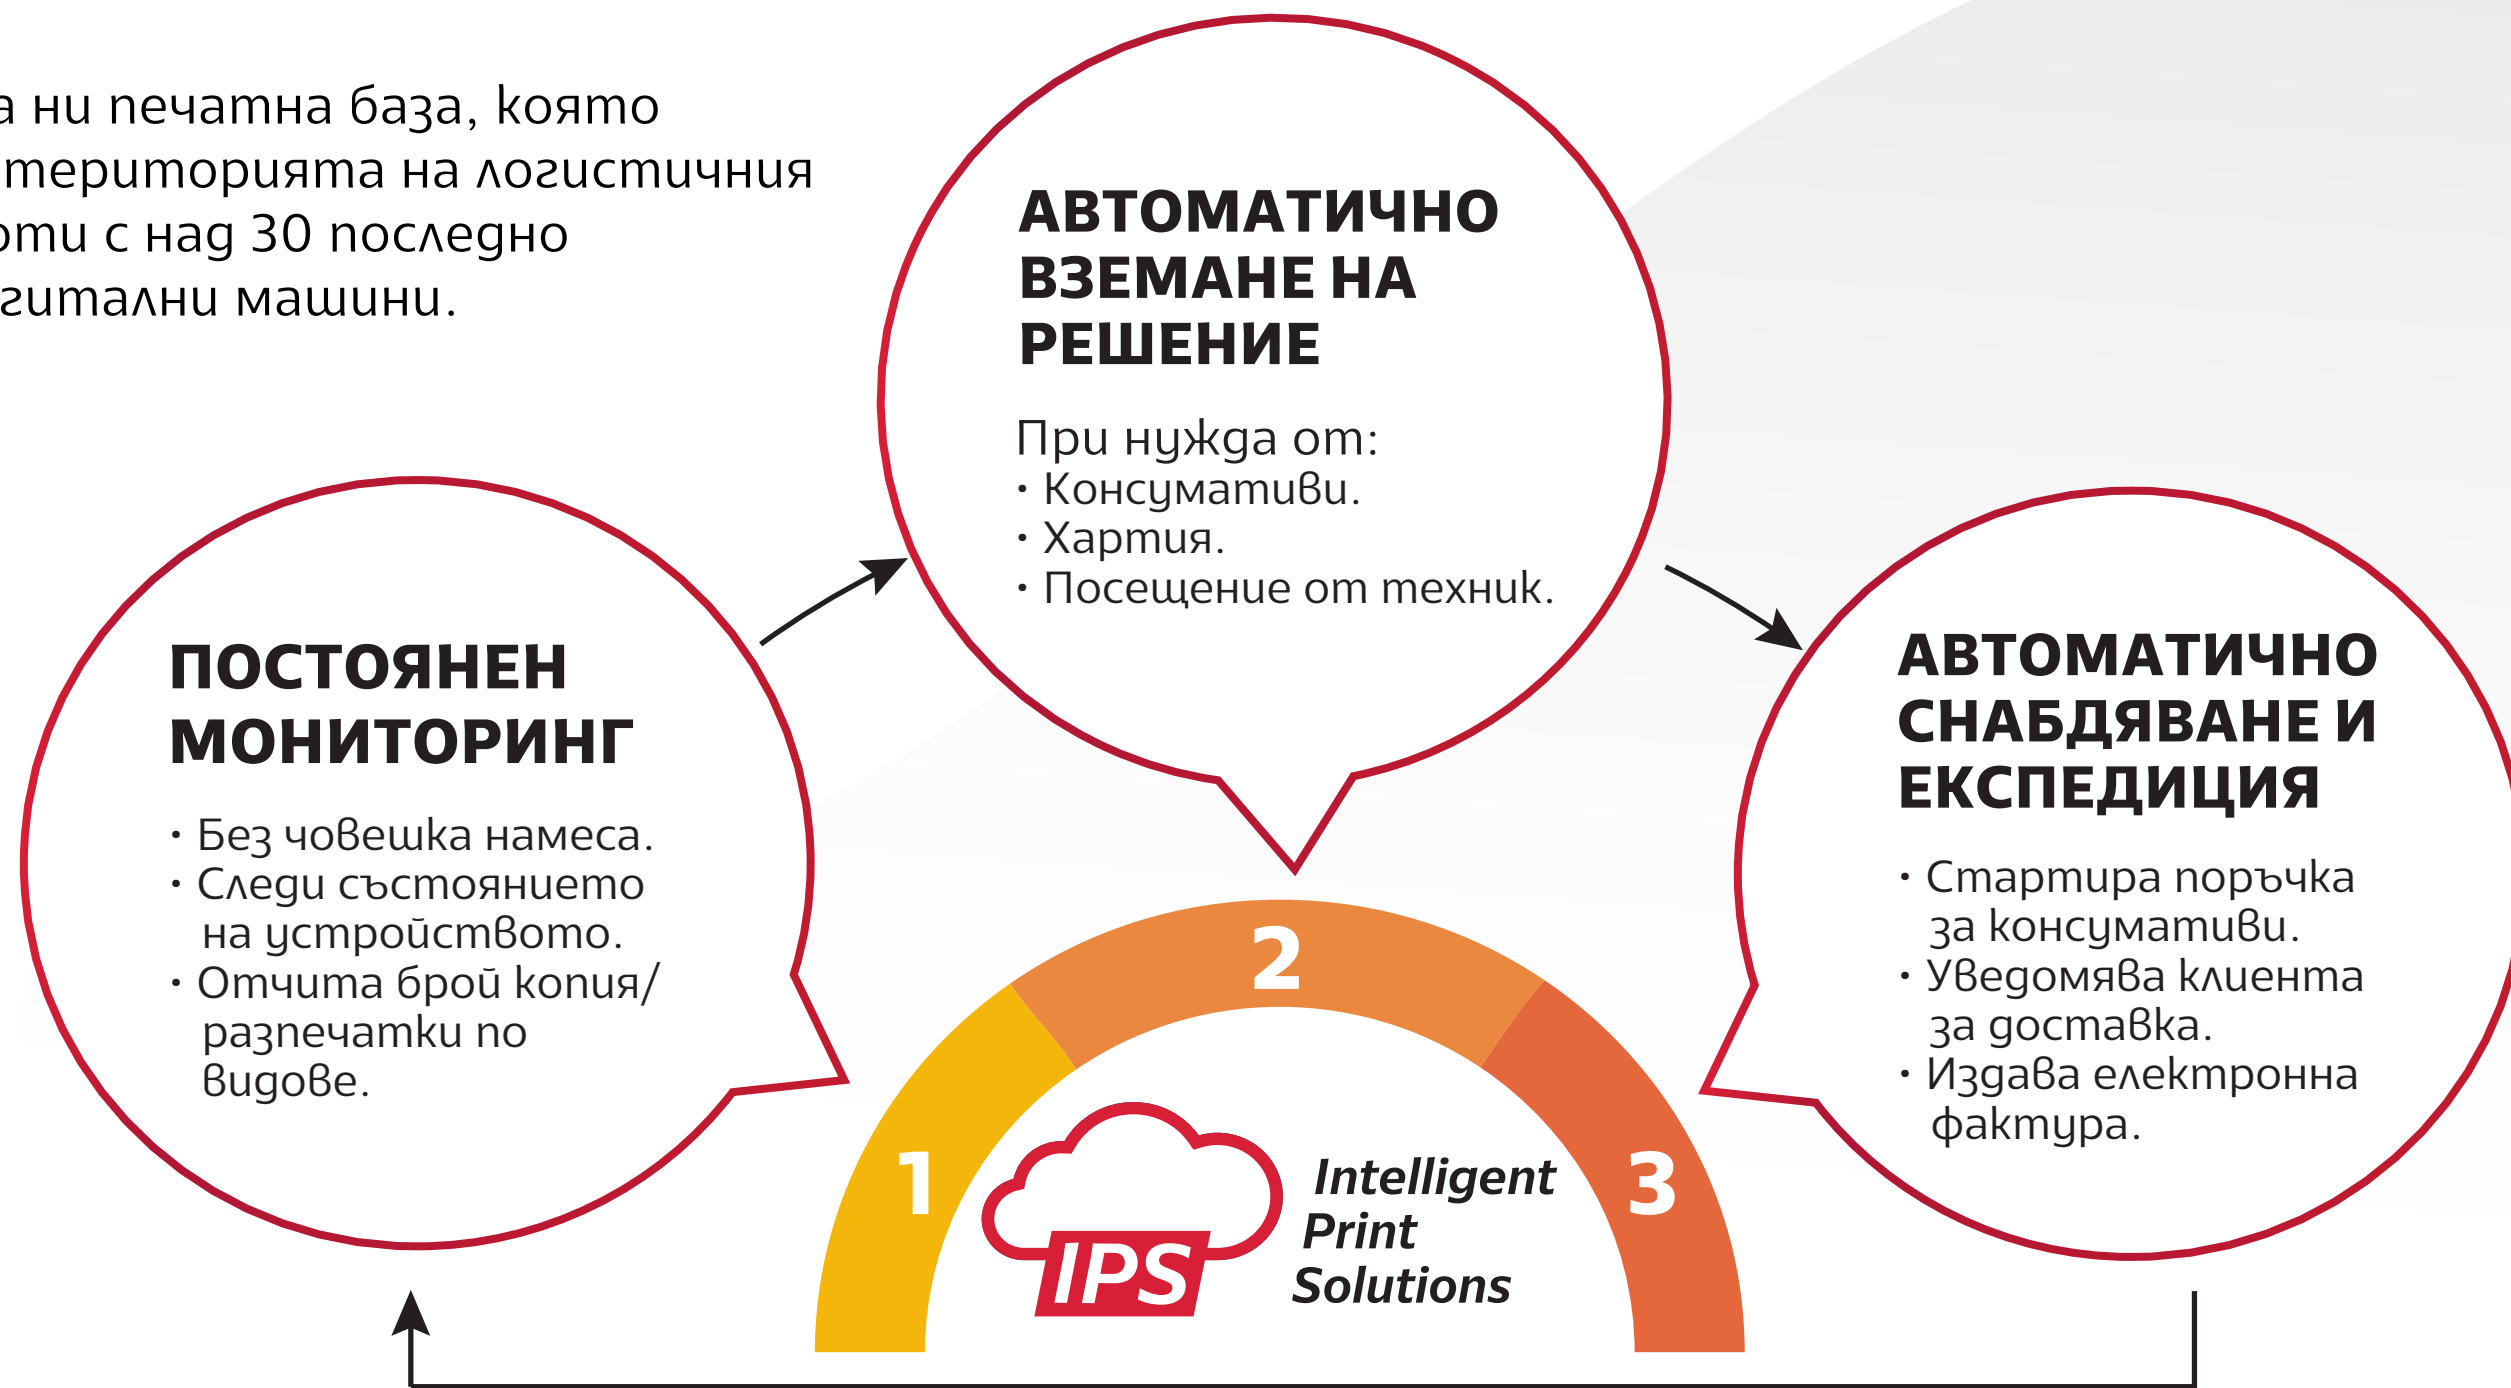 ни печатна база, която
територията на логистичния
с над 30 последно
машини.
АВТОМАТИЧНО
ВЗЕМАНЕ НА
РЕШЕНИЕ
При нужда от:
• Консумативи.
• Хартия.
• Посещение от техник.
ПОСТОЯНЕН
МОНИТОРИНГ
• Без човешка намеса.
• Следи състоянието
на устройството.
• Отчита брой копия/
разпечатки по
видове.
АВТОМАТИЧНО
СНАБДЯВАНЕ И
ЕКСПЕДИЦИЯ
• Стартира поръчка
за консумативи.
• Уведомява клиента
за доставка.
• Издава електронна
фактура.
1
2
3
IPS
Intelligent
Print
Solutions